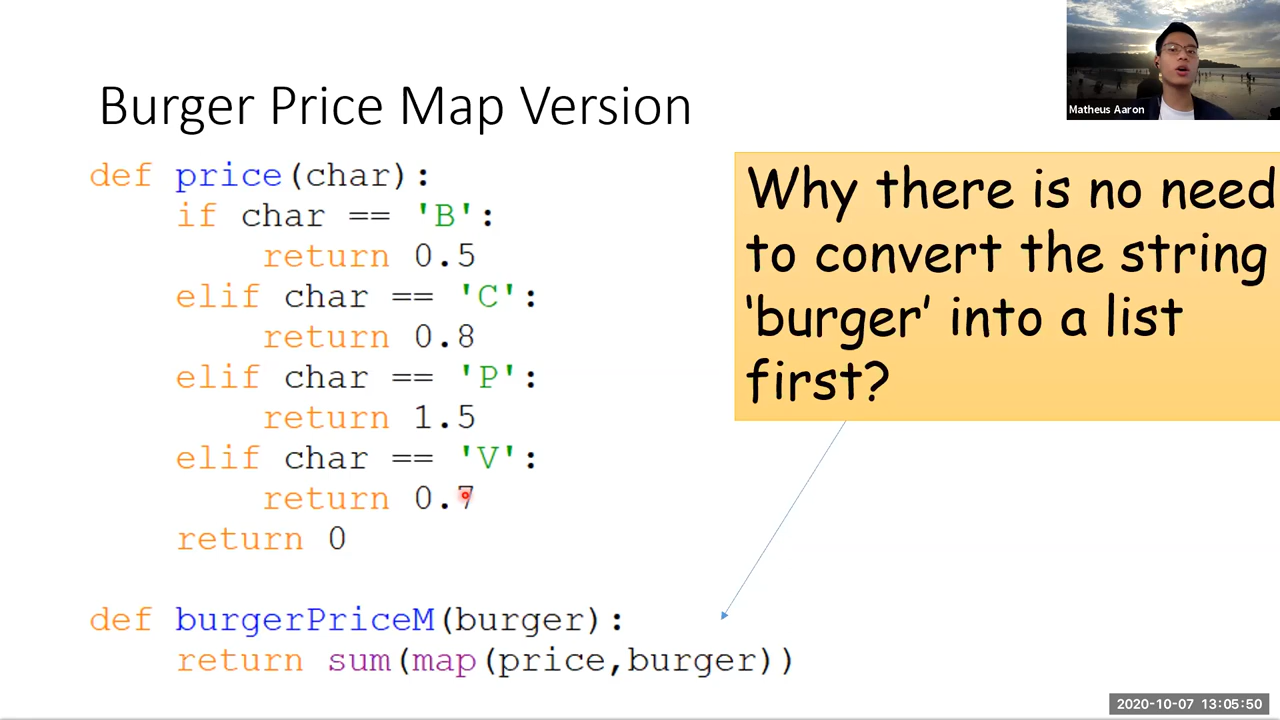 Matheus Aaron
Burger Price Map Version
def price(char):
    if char == 'B':
        return 0.5
    elif char == 'C':
        return 0.8
    elif char == 'P':
        return 1.5
    elif char == 'V':
        return 0.7
    return 0
def burgerPriceM(burger):
    return sum(map(price,burger))
Why there is no need
to convert the string
‘burger’ into a list
first?
2020-10-07 13:05:50